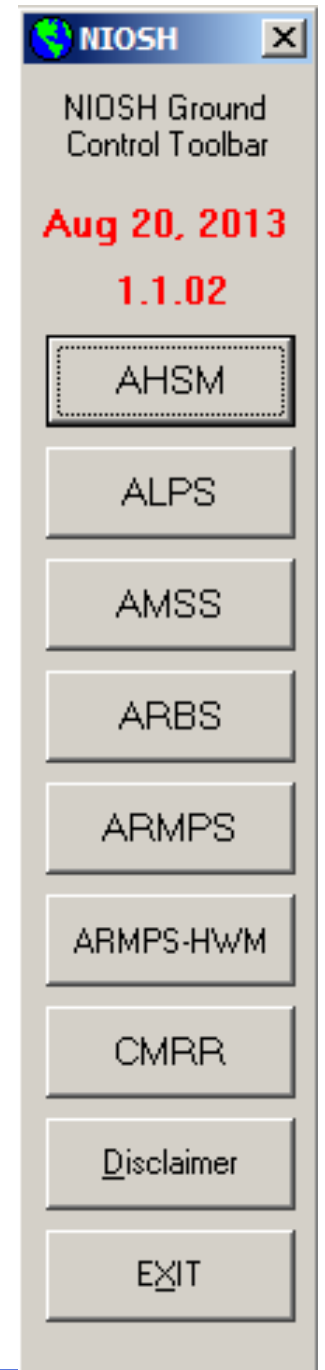 NIOSH
NIOSH Ground
Control Toolbar
Aug 20, 2013
1.1.02
AHSM
ALPS
AMSS
ARBS
ARMPS
ARMPS-HWM
CMRR
Disclaimer
EXIT